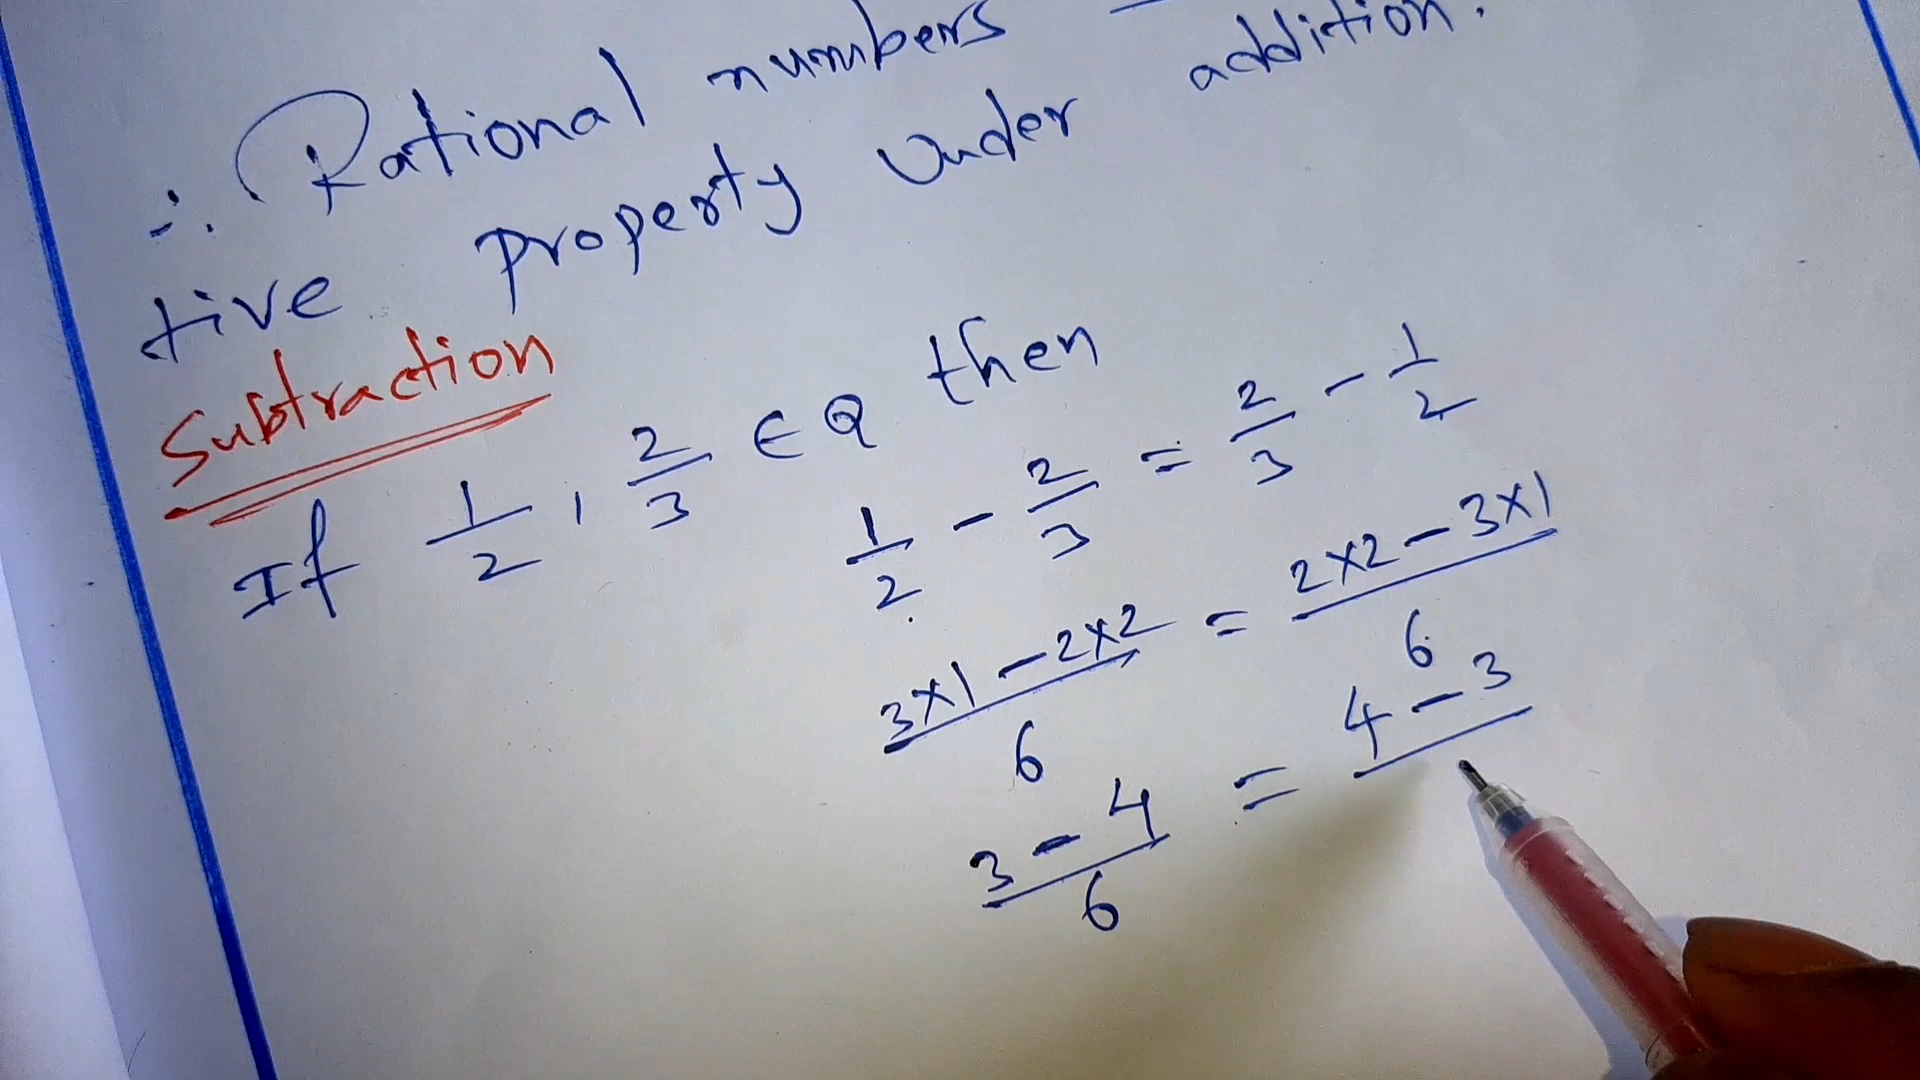 ∴ Rational numbers
tive property under addition.
Subtraction
If 1/2, 2/3 ∈ Q then
1/2 - 2/3 = 2/3 - 1/2
3×1 - 2×2 / 6 = 2×2 - 3×1 / 6
3 - 4 / 6 = 4 - 3